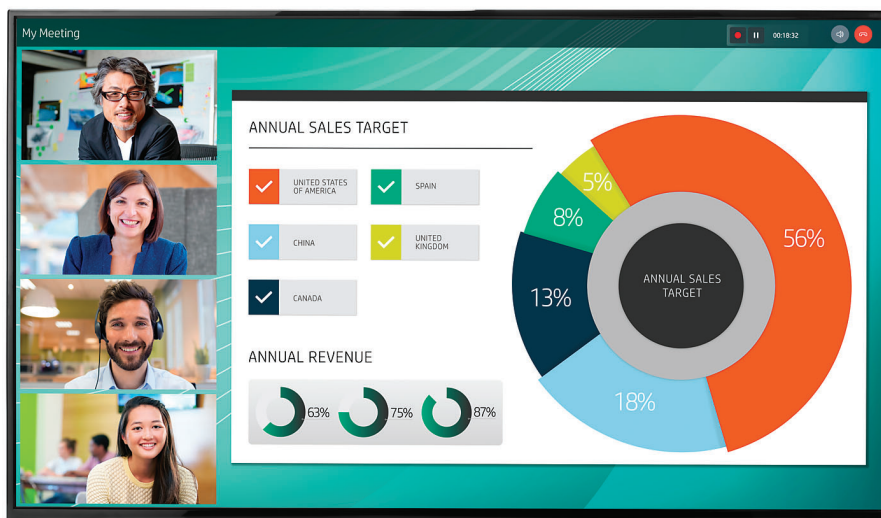 My Meeting
00:18:32
ANNUAL SALES TARGET
UNITED STATES
OF AMERICA
SPAIN
CHINA
UNITED
KINGDOM
CANADA
ANNUAL REVENUE
63%
75%
87%
5%
8%
56%
13%
18%
ANNUAL SALES
TARGET